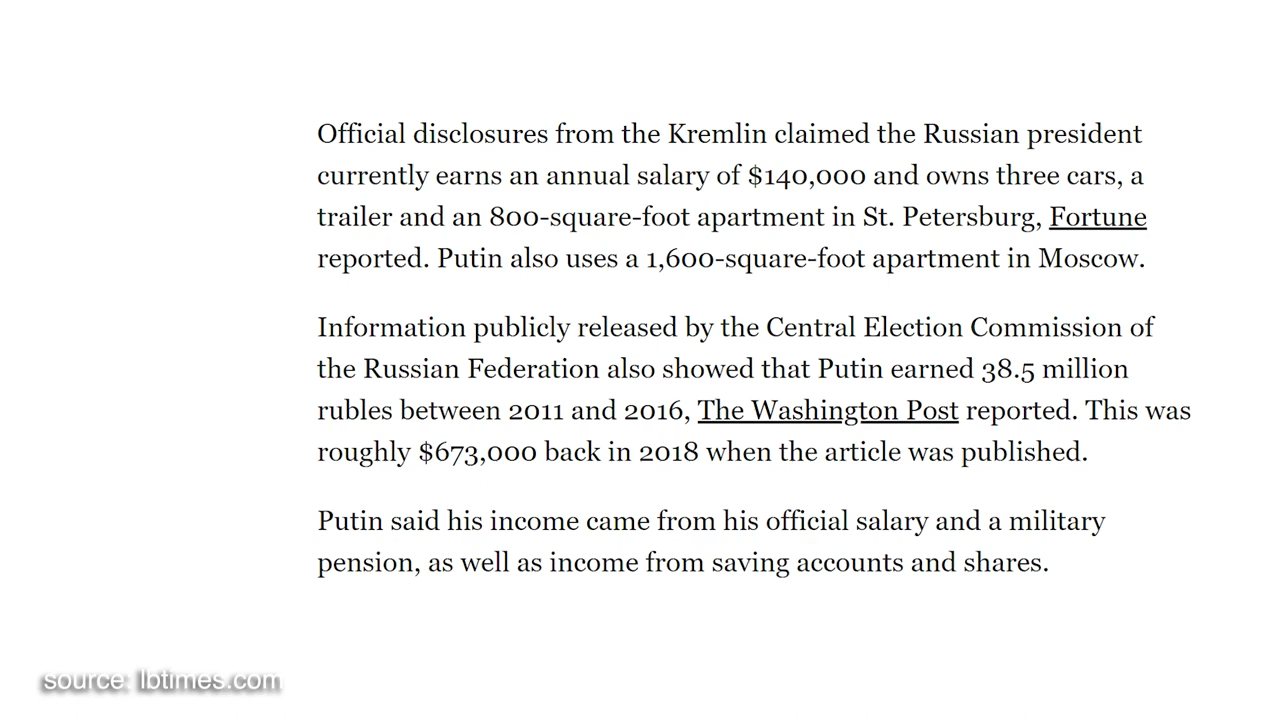 Official disclosures from the Kremlin claimed the Russian president
currently earns an annual salary of $140,000 and owns three cars, a
trailer and an 800-square-foot apartment in St. Petersburg, Fortune
reported. Putin also uses a 1,600-square-foot apartment in Moscow.
Information publicly released by the Central Election Commission of
the Russian Federation also showed that Putin earned 38.5 million
rubles between 2011 and 2016, The Washington Post reported. This was
roughly $673,000 back in 2018 when the article was published.
Putin said his income came from his official salary and a military
pension, as well as income from saving accounts and shares.
source: Ibtimes.com